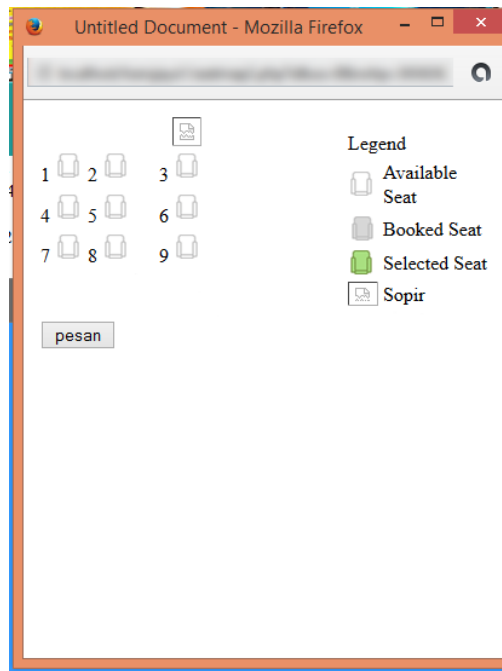 Untitled Document - Mozilla Firefox
Legend
1 2 3
Available
Seat
4 5 6
Booked Seat
7 8 9
Selected Seat
Sopir
pesan